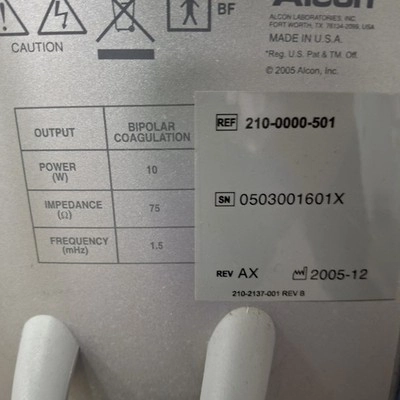 CAUTION
BF
Alcon
ALCON LABORATORIES, INC.
FORT WORTH, TX 76134-2099, USA
MADE IN U.S.A.
*Reg. U.S. Pat & TM. Off.
© 2005 Alcon, Inc.
OUTPUT BIPOLAR COAGULATION
POWER (W) 10
IMPEDANCE (Ω) 75
FREQUENCY (mHz) 1.5
REF 210-0000-501
SN 0503001601X
REV AX 2005-12
210-2137-001 REV B